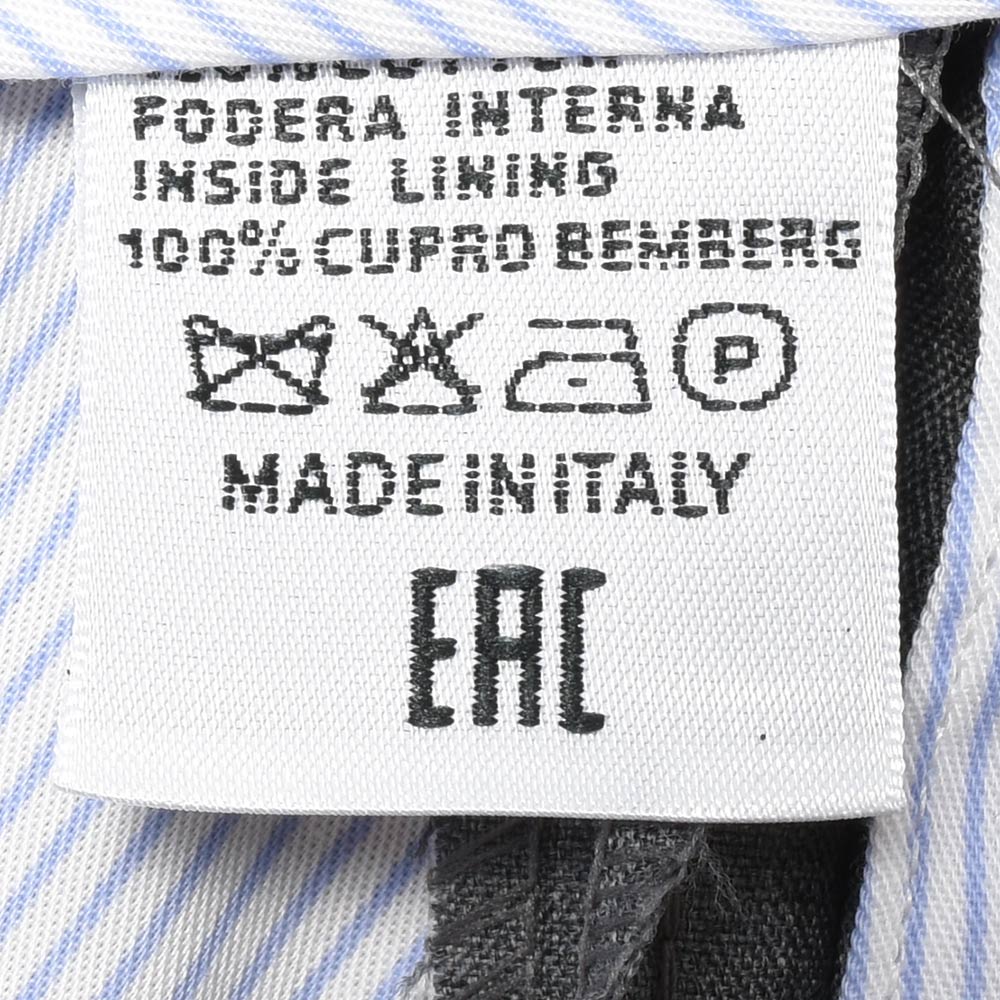 FODERA INTERNA
INSIDE LINING
100% CUPRO BEMBERG
P
MADE IN ITALY
EAC